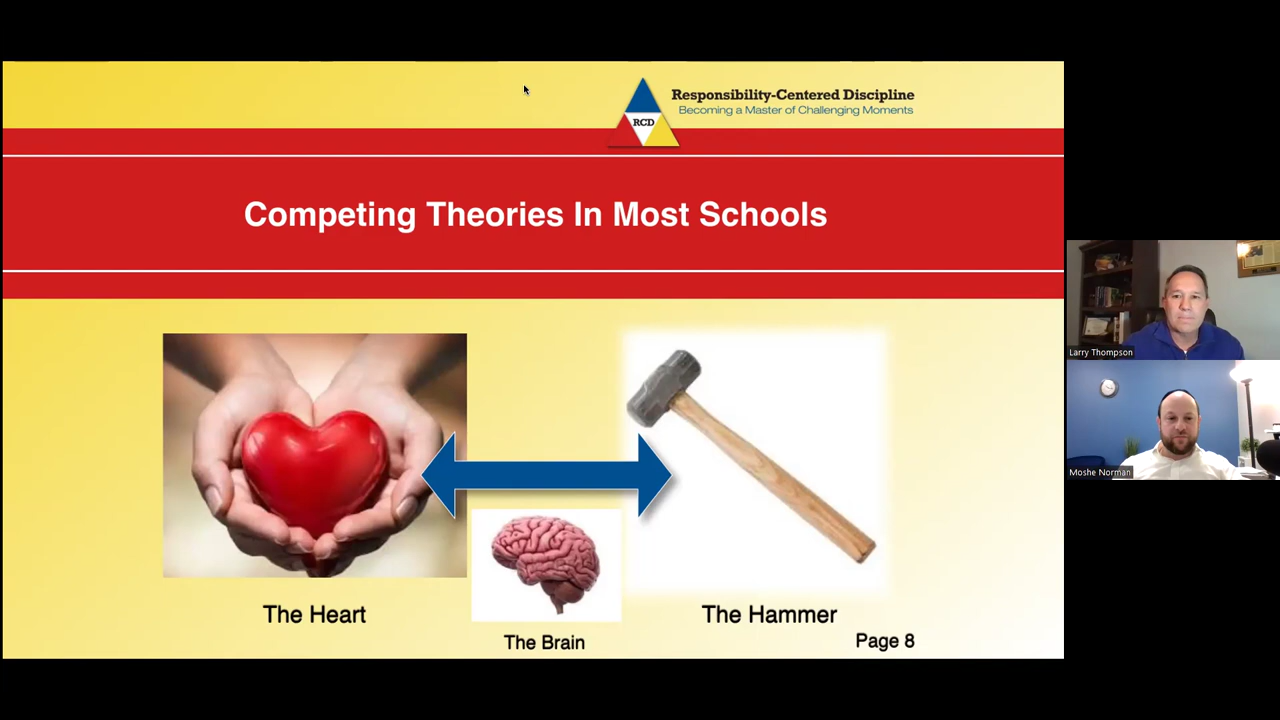 Responsibility-Centered Discipline
Becoming a Master of Challenging Moments
RCD
Competing Theories In Most Schools
Larry Thompson
Moshe Norman
The Heart
The Hammer
The Brain
Page 8